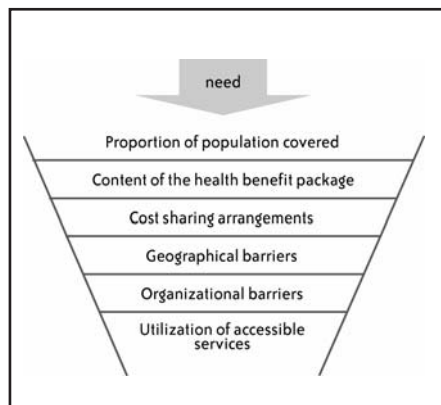 need
Proportion of population covered
Content of the health benefit package
Cost sharing arrangements
Geographical barriers
Organizational barriers
Utilization of accessible
services